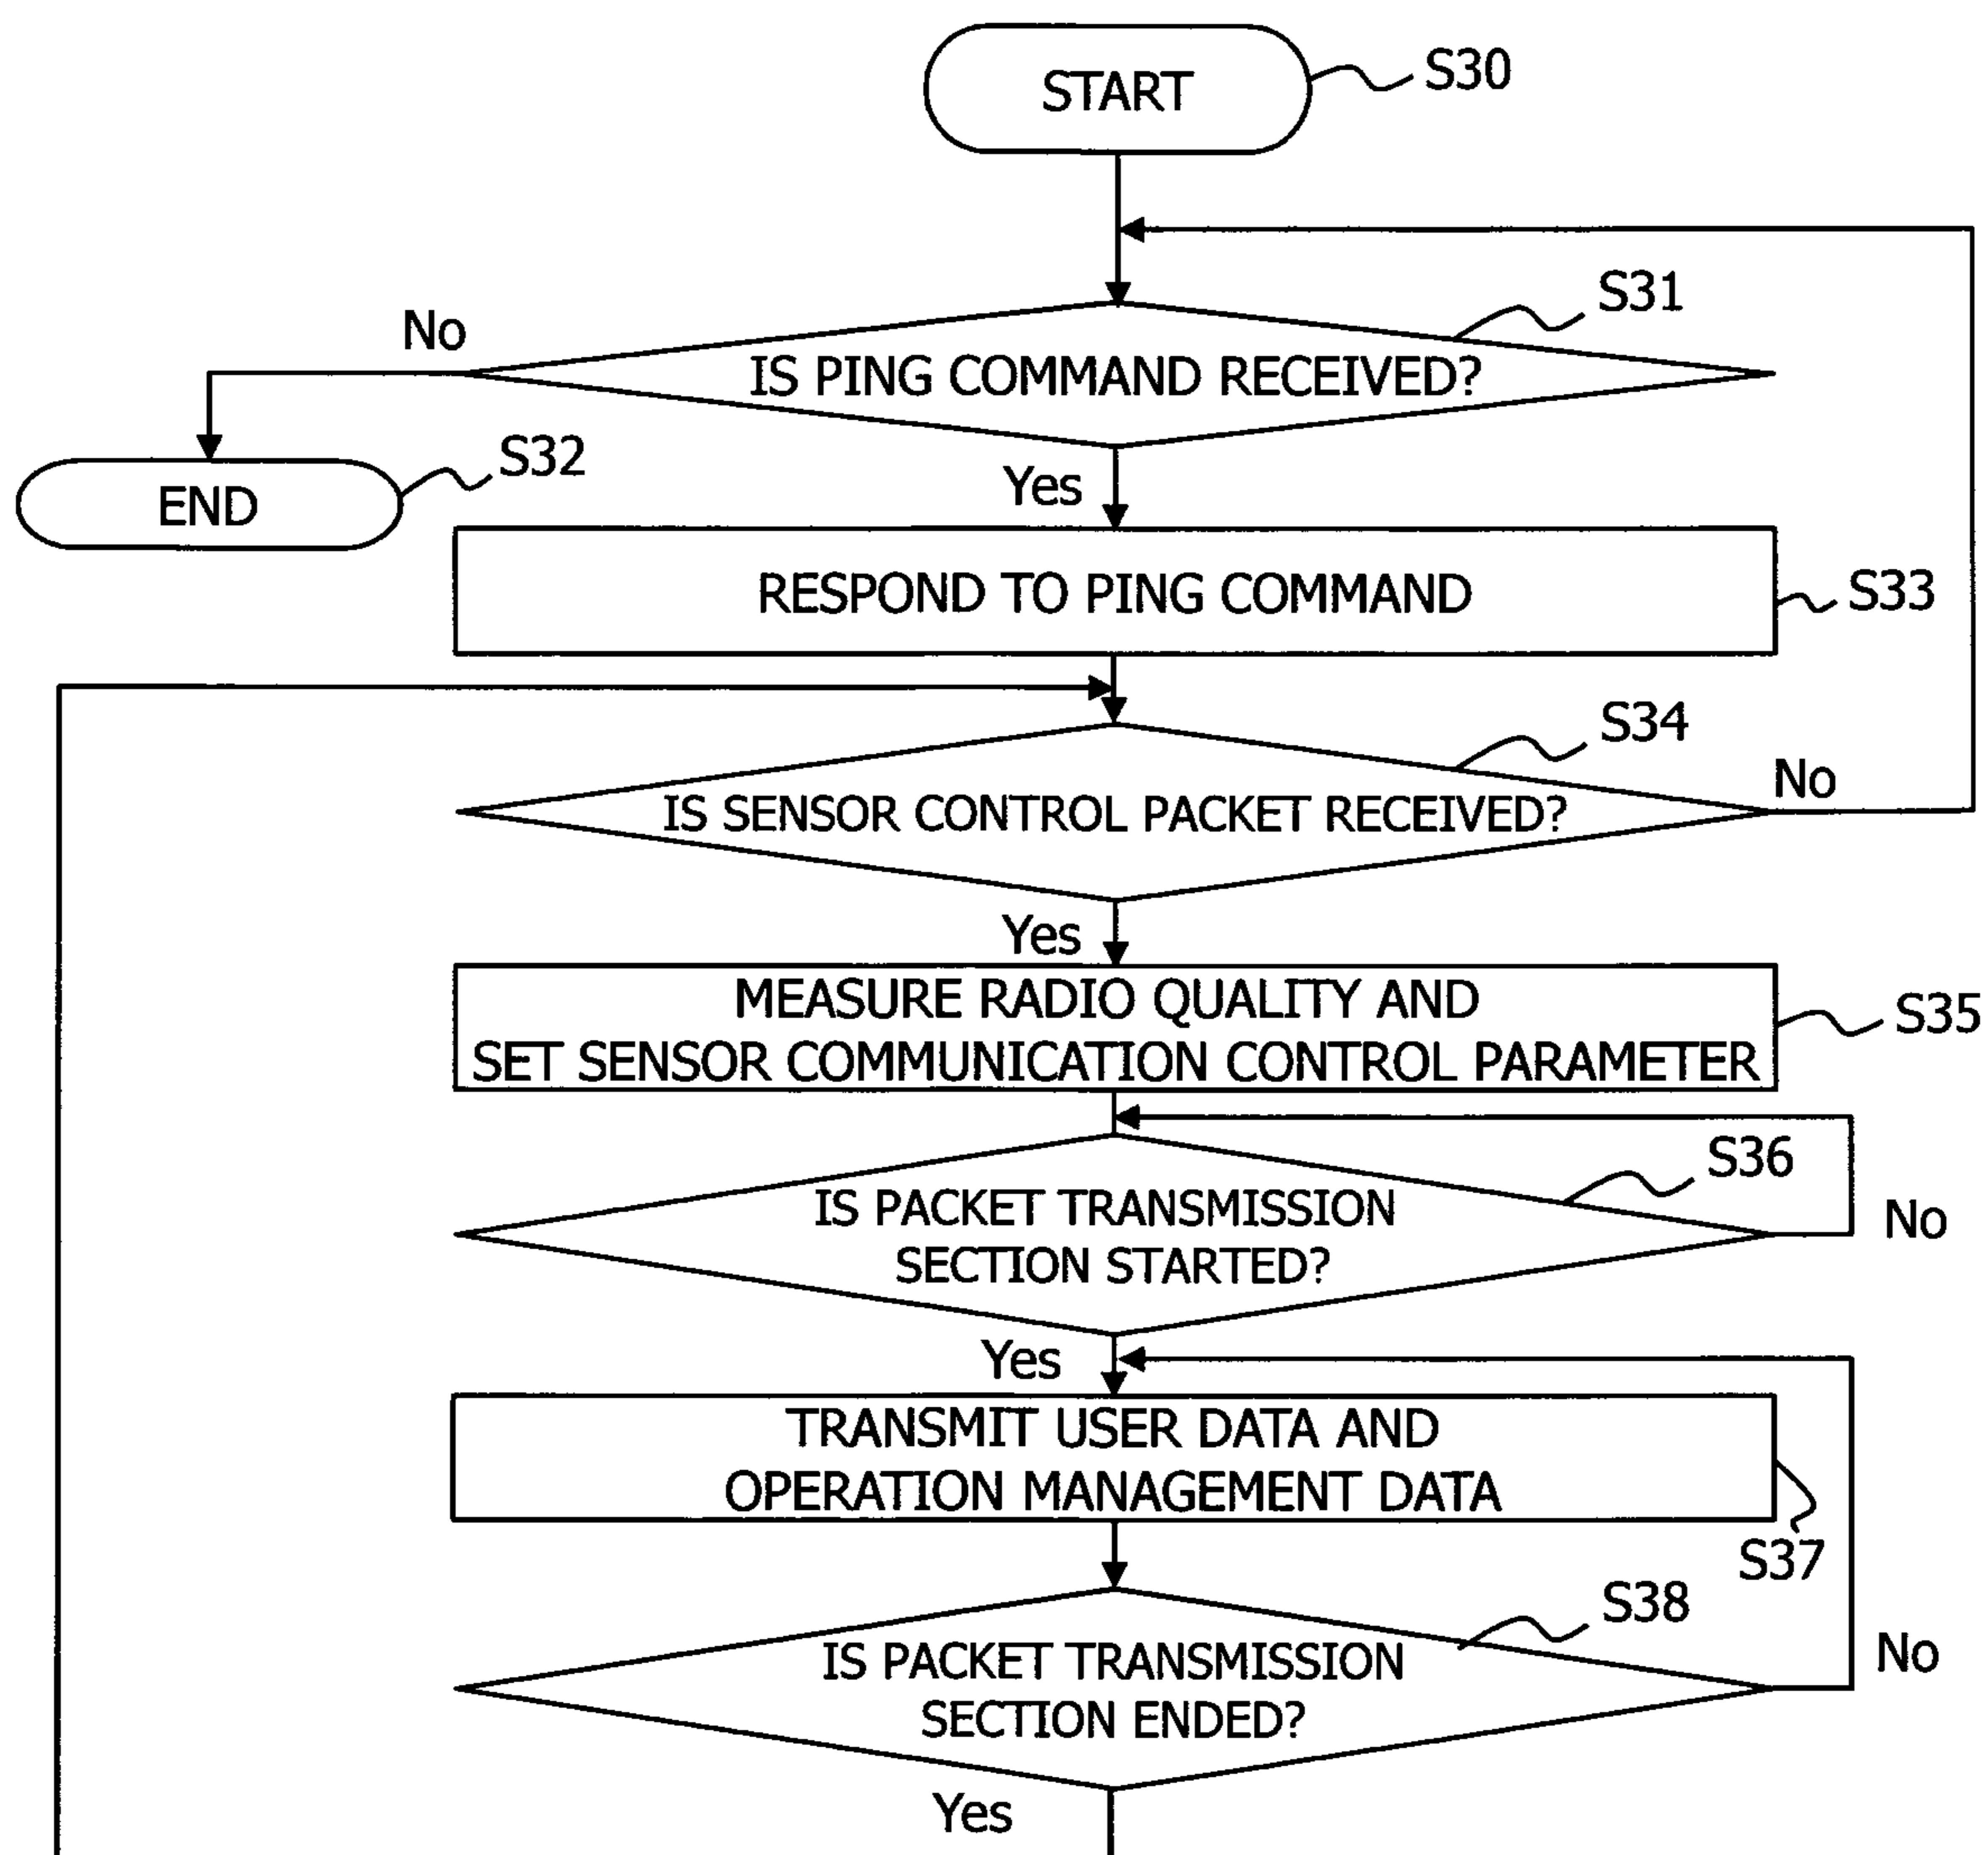 START
S30
S31
No
IS PING COMMAND RECEIVED?
S32
END
Yes
RESPOND TO PING COMMAND
S33
S34
No
IS SENSOR CONTROL PACKET RECEIVED?
Yes
MEASURE RADIO QUALITY AND
SET SENSOR COMMUNICATION CONTROL PARAMETER
S35
S36
IS PACKET TRANSMISSION
SECTION STARTED?
No
Yes
TRANSMIT USER DATA AND
OPERATION MANAGEMENT DATA
S37
S38
IS PACKET TRANSMISSION
SECTION ENDED?
No
Yes